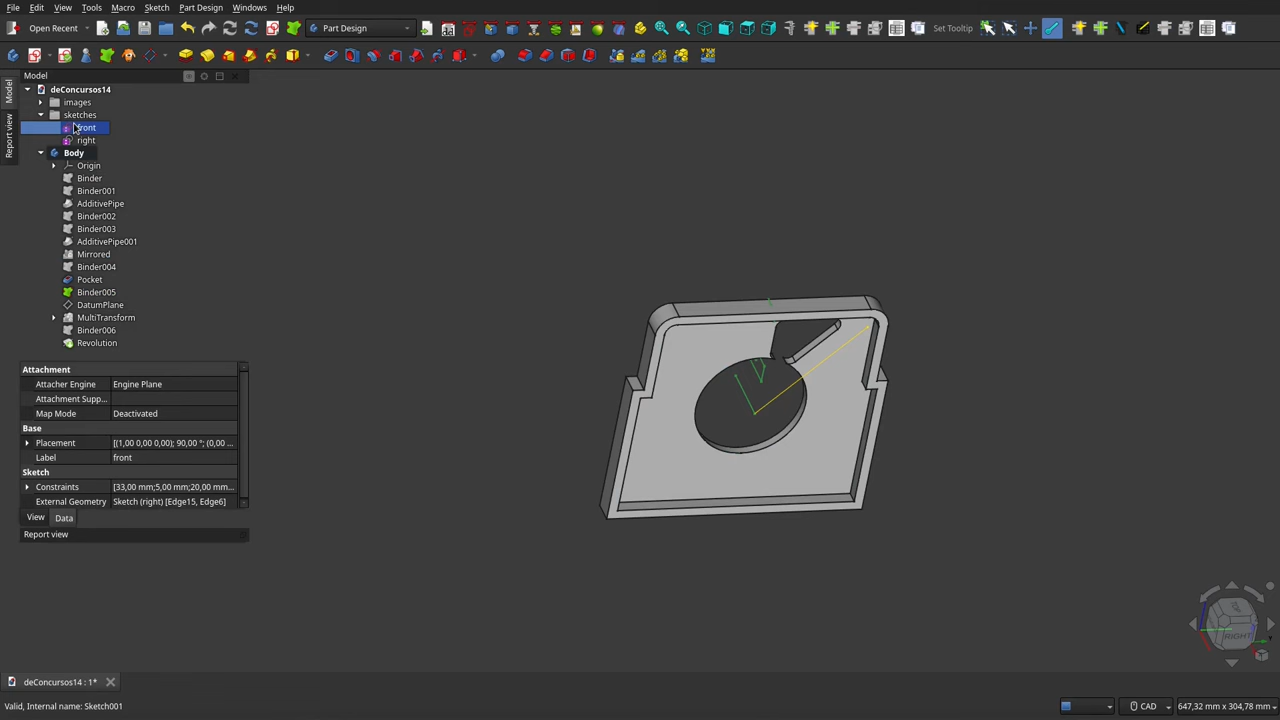 File Edit View Tools Macro Sketch Part Design Windows Help
Open Recent Part Design Set Tooltip
Model
Model
Report view
deConcursos14
images
sketches
front
right
Body
Origin
Binder
Binder001
AdditivePipe
Binder002
Binder003
AdditivePipe001
Mirrored
Binder004
Pocket
Binder005
DatumPlane
MultiTransform
Binder006
Revolution
Attachment
Attacher Engine Engine Plane
Attachment Supp...
Map Mode Deactivated
Base
Placement [(1,00 0,00 0,00); 90,00 °; (0,00 ...
Label front
Sketch
Constraints [33,00 mm;5,00 mm;20,00 mm...
External Geometry Sketch (right) [Edge15, Edge6]
View Data
Report view
RIGHT
deConcursos14 : 1*
Valid, Internal name: Sketch001
CAD 647,32 mm x 304,78 mm